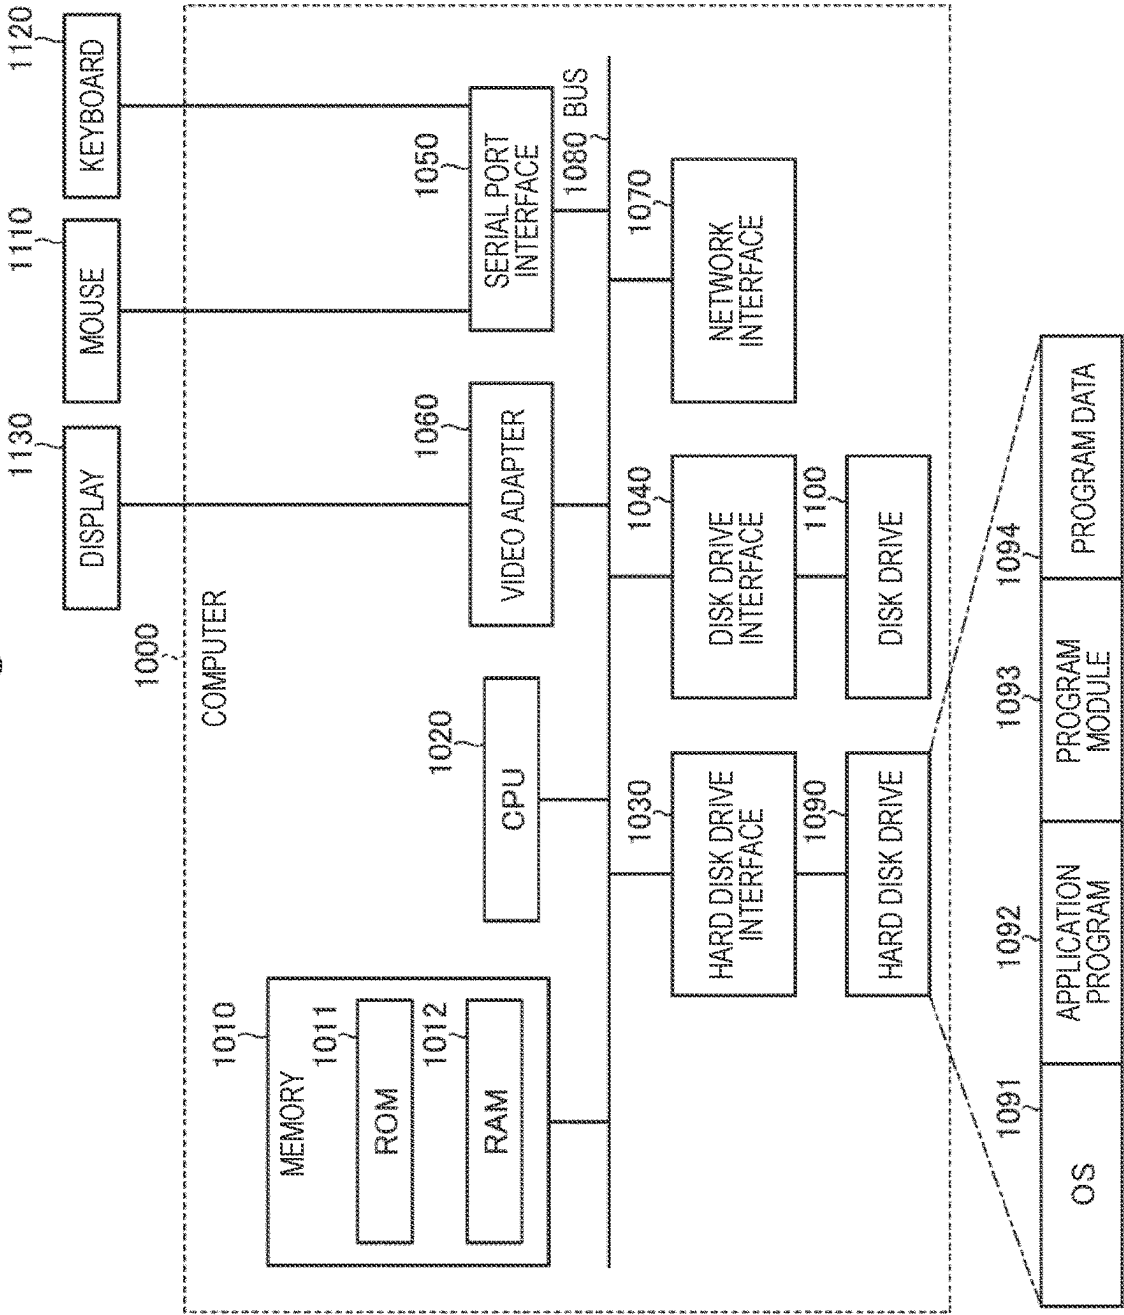 1000
COMPUTER
1010
MEMORY
1011
ROM
1012
RAM
1020
CPU
1130
DISPLAY
1110
MOUSE
1120
KEYBOARD
1060
VIDEO ADAPTER
1050
SERIAL PORT
INTERFACE
1080 BUS
1030
HARD DISK DRIVE
INTERFACE
1040
DISK DRIVE
INTERFACE
1070
NETWORK
INTERFACE
1090
HARD DISK DRIVE
1100
DISK DRIVE
1091
OS
1092
APPLICATION
PROGRAM
1093
PROGRAM
MODULE
1094
PROGRAM DATA